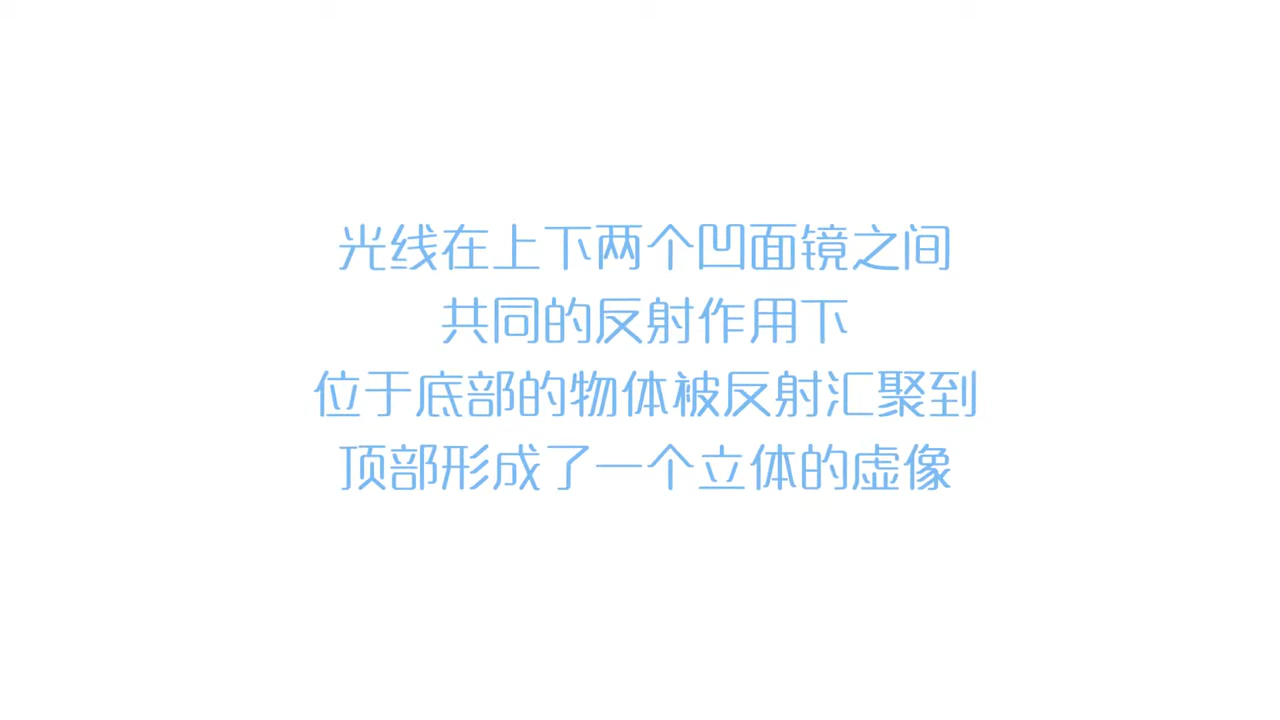 光线在上下两个凹面镜之间
共同的反射作用下
位于底部的物体被反射汇聚到
顶部形成了一个立体的虚像